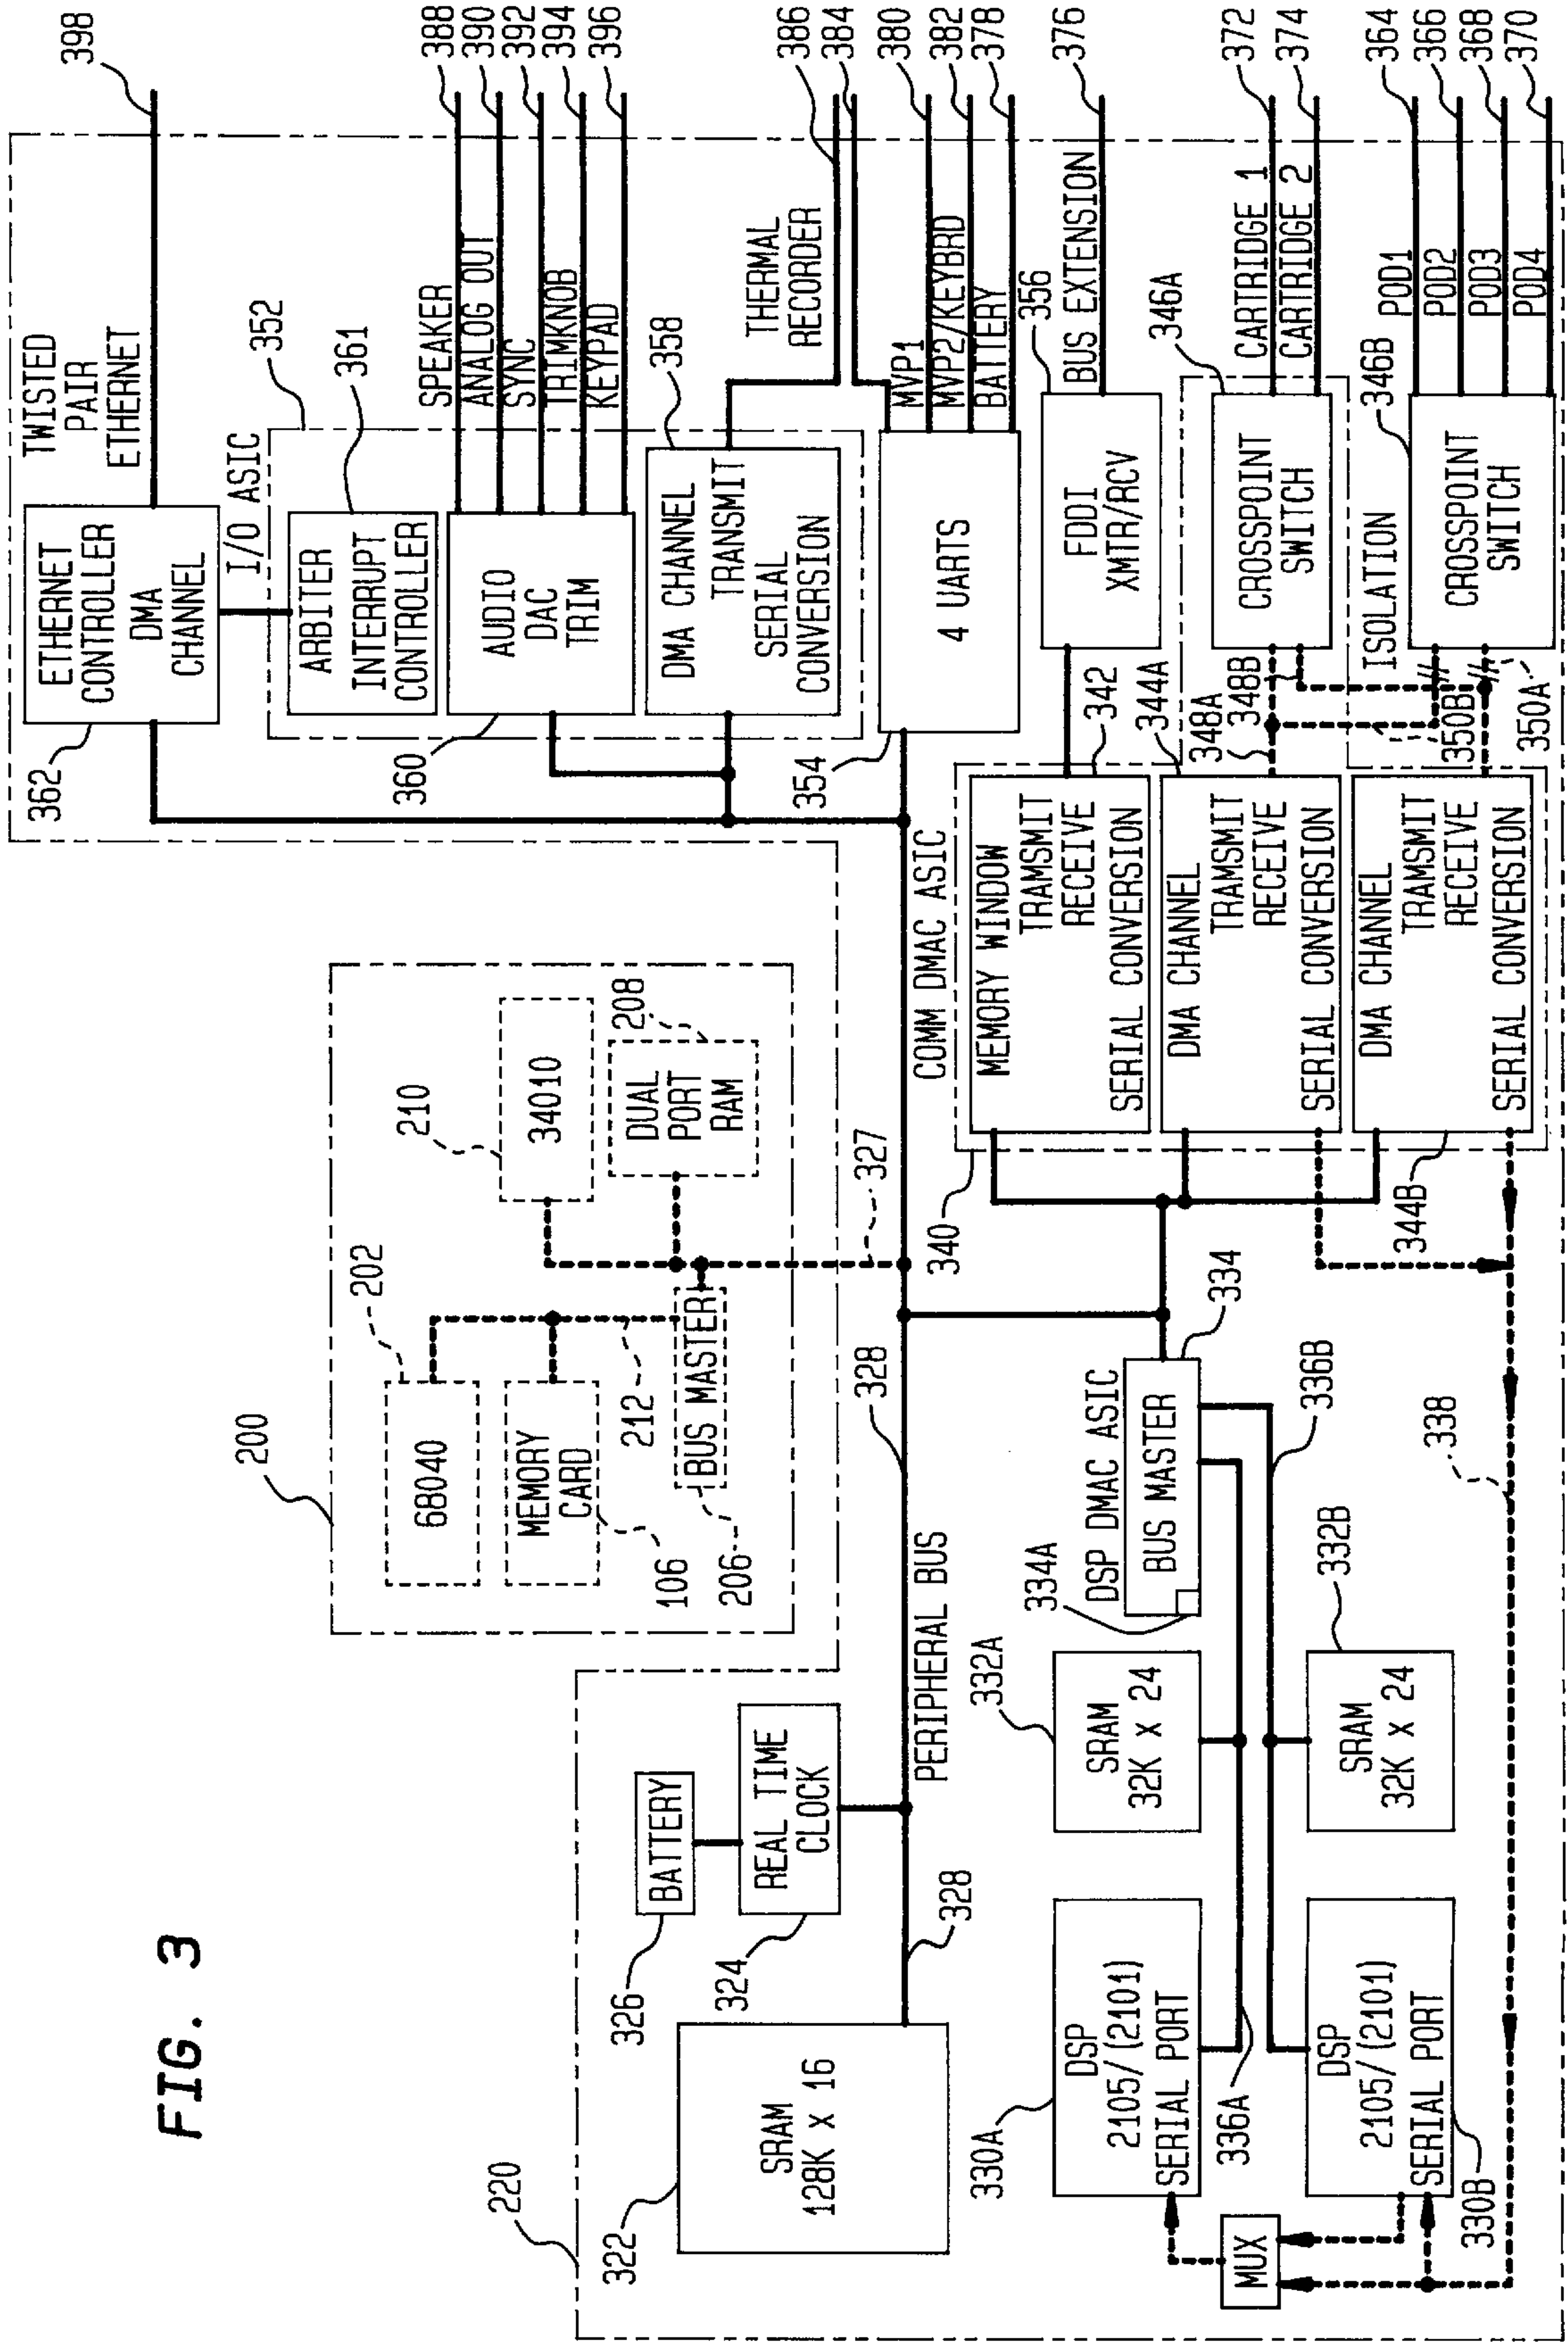 FIG. 3
220
322
SRAM
128K X 16
326
BATTERY
324
REAL TIME
CLOCK
328
PERIPHERAL BUS
328
200
202
68040
MEMORY
CARD
106
212
206
BUS MASTER
210
34010
208
DUAL
PORT
RAM
327
330A
DSP
2105/(2101)
SERIAL PORT
336A
MUX
DSP
2105/(2101)
SERIAL PORT
330B
332A
SRAM
32K X 24
332B
SRAM
32K X 24
334A
DSP DMAC ASIC
BUS MASTER
334
336B
338
340
COMM DMAC ASIC
MEMORY WINDOW
TRAMSMIT
RECEIVE
SERIAL CONVERSION
342
DMA CHANNEL
TRAMSMIT
RECEIVE
SERIAL CONVERSION
344A
DMA CHANNEL
TRAMSMIT
RECEIVE
SERIAL CONVERSION
344B
348A
348B
350B
350A
ISOLATION
362
ETHERNET
CONTROLLER
DMA
CHANNEL
TWISTED
PAIR
ETHERNET
398
I/O ASIC
352
ARBITER
INTERRUPT
CONTROLLER
361
360
AUDIO
DAC
TRIM
SPEAKER
ANALOG OUT
SYNC
TRIMKNOB
KEYPAD
388
390
392
394
396
DMA CHANNEL
TRANSMIT
SERIAL
CONVERSION
358
THERMAL
RECORDER
386
384
354
4 UARTS
MVP1
MVP2/KEYBRD
BATTERY
380
382
378
FDDI
XMTR/RCV
356
BUS EXTENSION
376
CROSSPOINT
SWITCH
346A
CARTRIDGE 1
CARTRIDGE 2
372
374
CROSSPOINT
SWITCH
346B
POD1
POD2
POD3
POD4
364
366
368
370